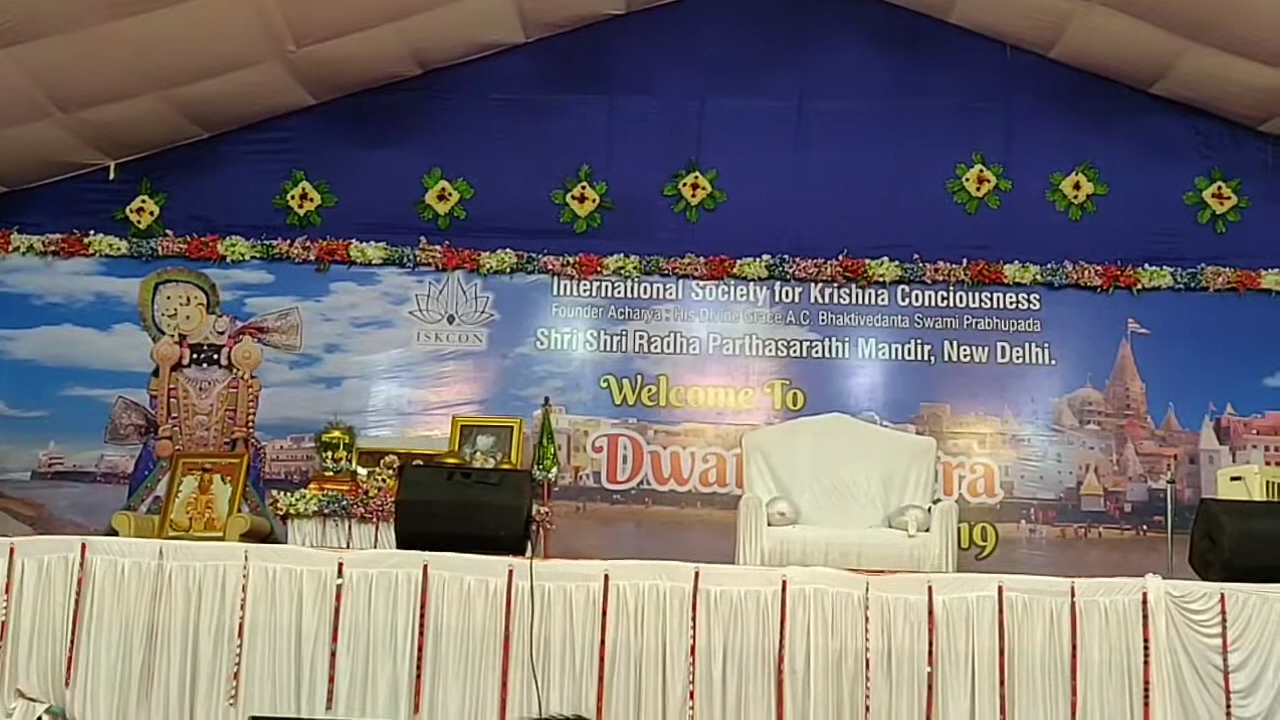 International Society for Krishna Conciousness
Founder Acharya : His Divine Grace A.C. Bhaktivedanta Swami Prabhupada
ISKCON
Shri Shri Radha Parthasarathi Mandir, New Delhi.
Welcome To